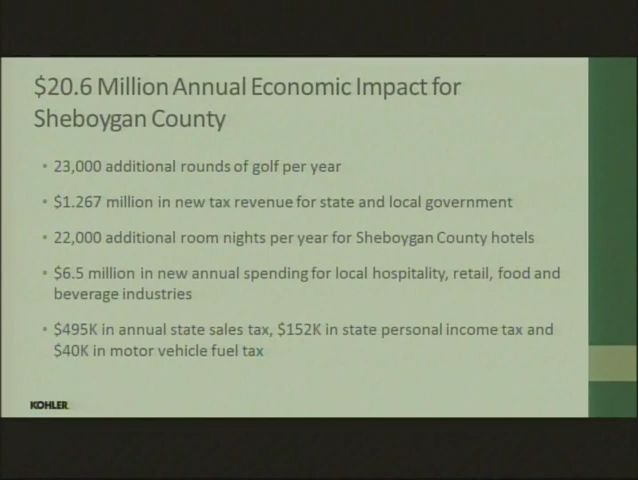 $20.6 Million Annual Economic Impact for
Sheboygan County
• 23,000 additional rounds of golf per year
• $1.267 million in new tax revenue for state and local government
• 22,000 additional room nights per year for Sheboygan County hotels
• $6.5 million in new annual spending for local hospitality, retail, food and
beverage industries
• $495K in annual state sales tax, $152K in state personal income tax and
$40K in motor vehicle fuel tax
KOHLER